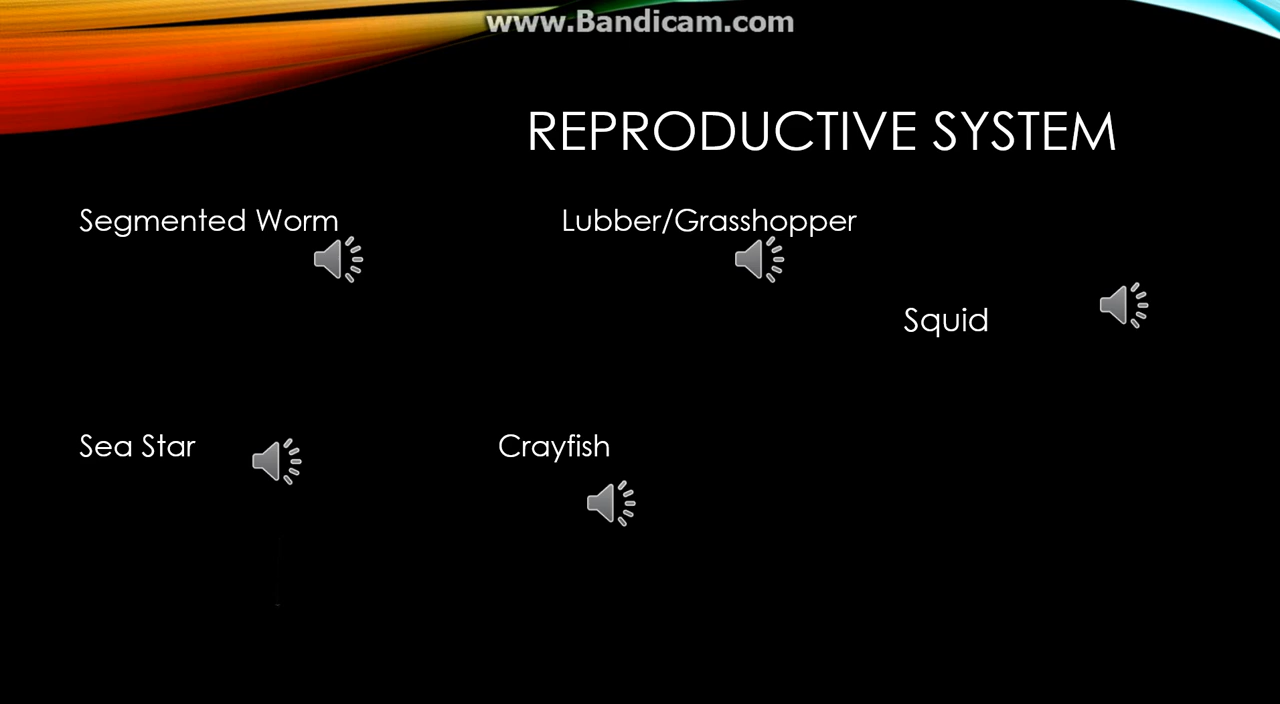 www.Bandicam.com
REPRODUCTIVE SYSTEM
Segmented Worm
Lubber/Grasshopper
Squid
Sea Star
Crayfish